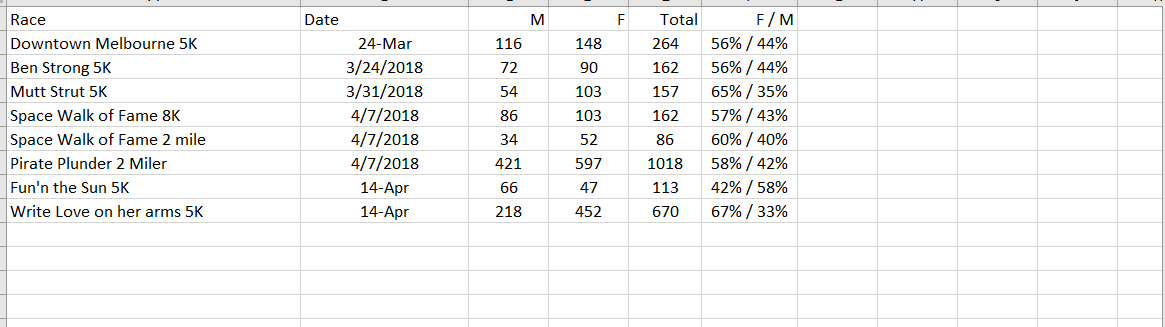 Race Date M F Total F / M
Downtown Melbourne 5K 24-Mar 116 148 264 56% / 44%
Ben Strong 5K 3/24/2018 72 90 162 56% / 44%
Mutt Strut 5K 3/31/2018 54 103 157 65% / 35%
Space Walk of Fame 8K 4/7/2018 86 103 162 57% / 43%
Space Walk of Fame 2 mile 4/7/2018 34 52 86 60% / 40%
Pirate Plunder 2 Miler 4/7/2018 421 597 1018 58% / 42%
Fun'n the Sun 5K 14-Apr 66 47 113 42% / 58%
Write Love on her arms 5K 14-Apr 218 452 670 67% / 33%